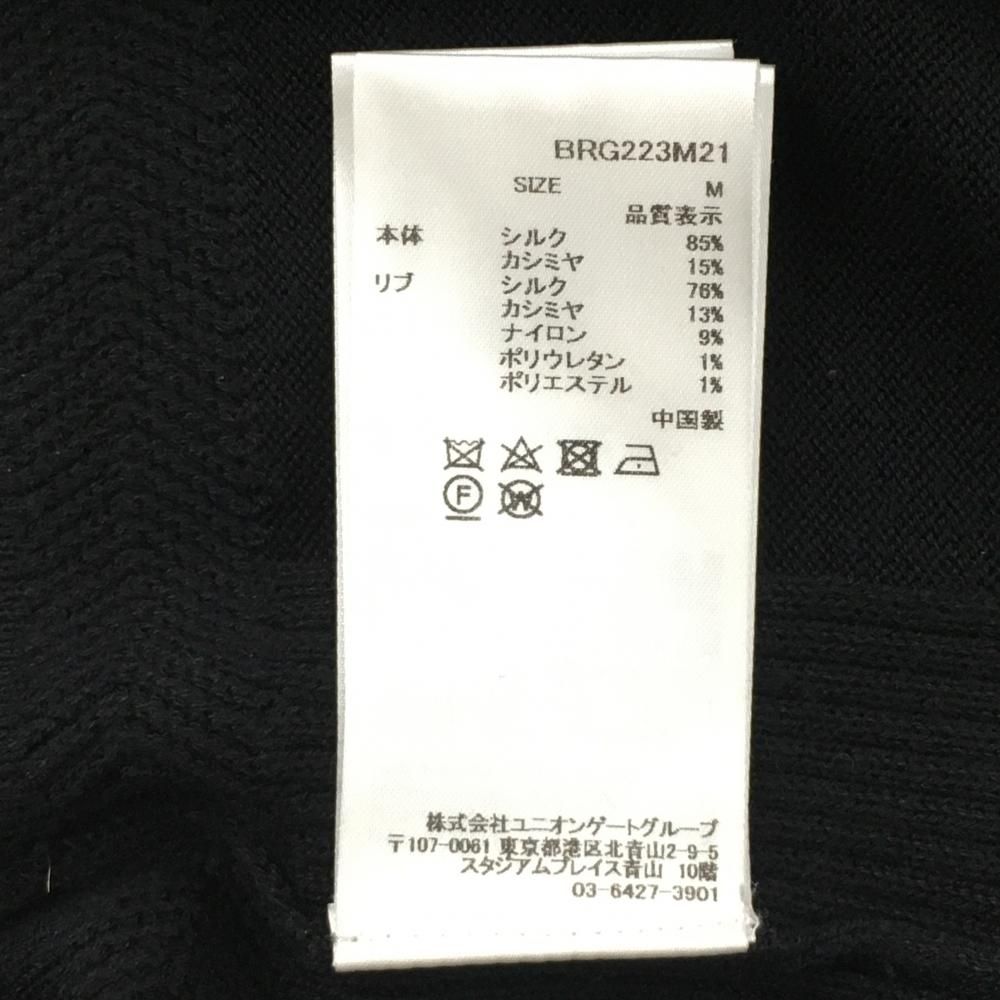 BRG223M21
SIZE M
品質表示
本体 シルク 85%
カシミヤ 15%
リブ シルク 76%
カシミヤ 13%
ナイロン 9%
ポリウレタン 1%
ポリエステル 1%
中国製
F W
株式会社ユニオンゲートグループ
〒107-0061 東京都港区北青山2-9-5
スタジアムプレイス青山 10階
03-6427-3901